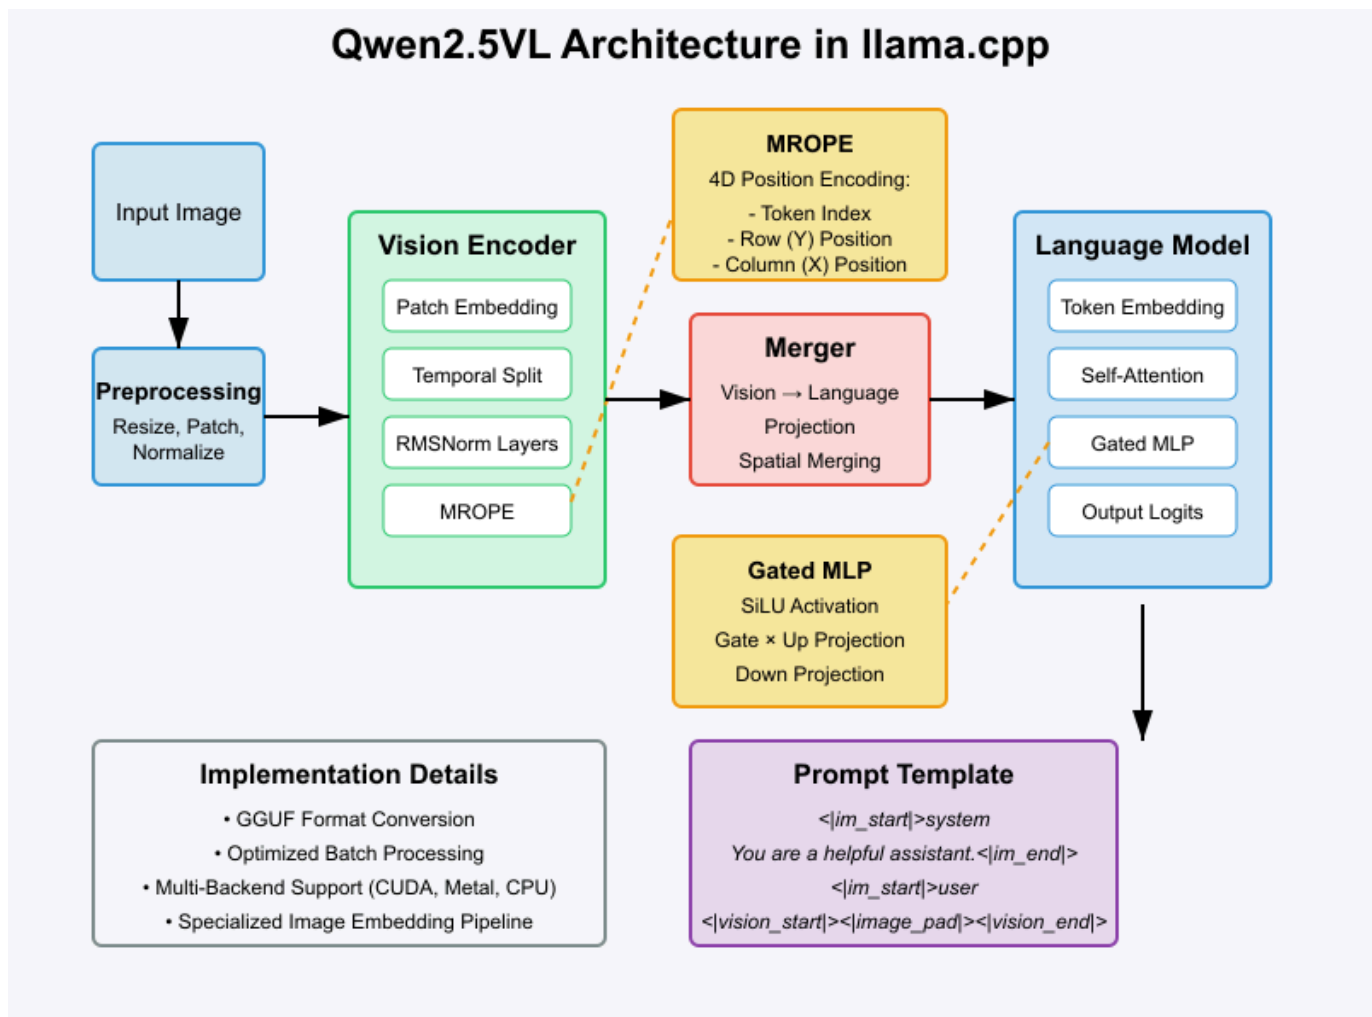 Qwen2.5VL Architecture in llama.cpp
Input Image
Preprocessing
Resize, Patch,
Normalize
Vision Encoder
Patch Embedding
Temporal Split
RMSNorm Layers
MROPE
MROPE
4D Position Encoding:
- Token Index
- Row (Y) Position
- Column (X) Position
Merger
Vision → Language
Projection
Spatial Merging
Gated MLP
SiLU Activation
Gate × Up Projection
Down Projection
Language Model
Token Embedding
Self-Attention
Gated MLP
Output Logits
Implementation Details
• GGUF Format Conversion
• Optimized Batch Processing
• Multi-Backend Support (CUDA, Metal, CPU)
• Specialized Image Embedding Pipeline
Prompt Template
<|im_start|>system
You are a helpful assistant.<|im_end|>
<|im_start|>user
<|vision_start|><|image_pad|><|vision_end|>